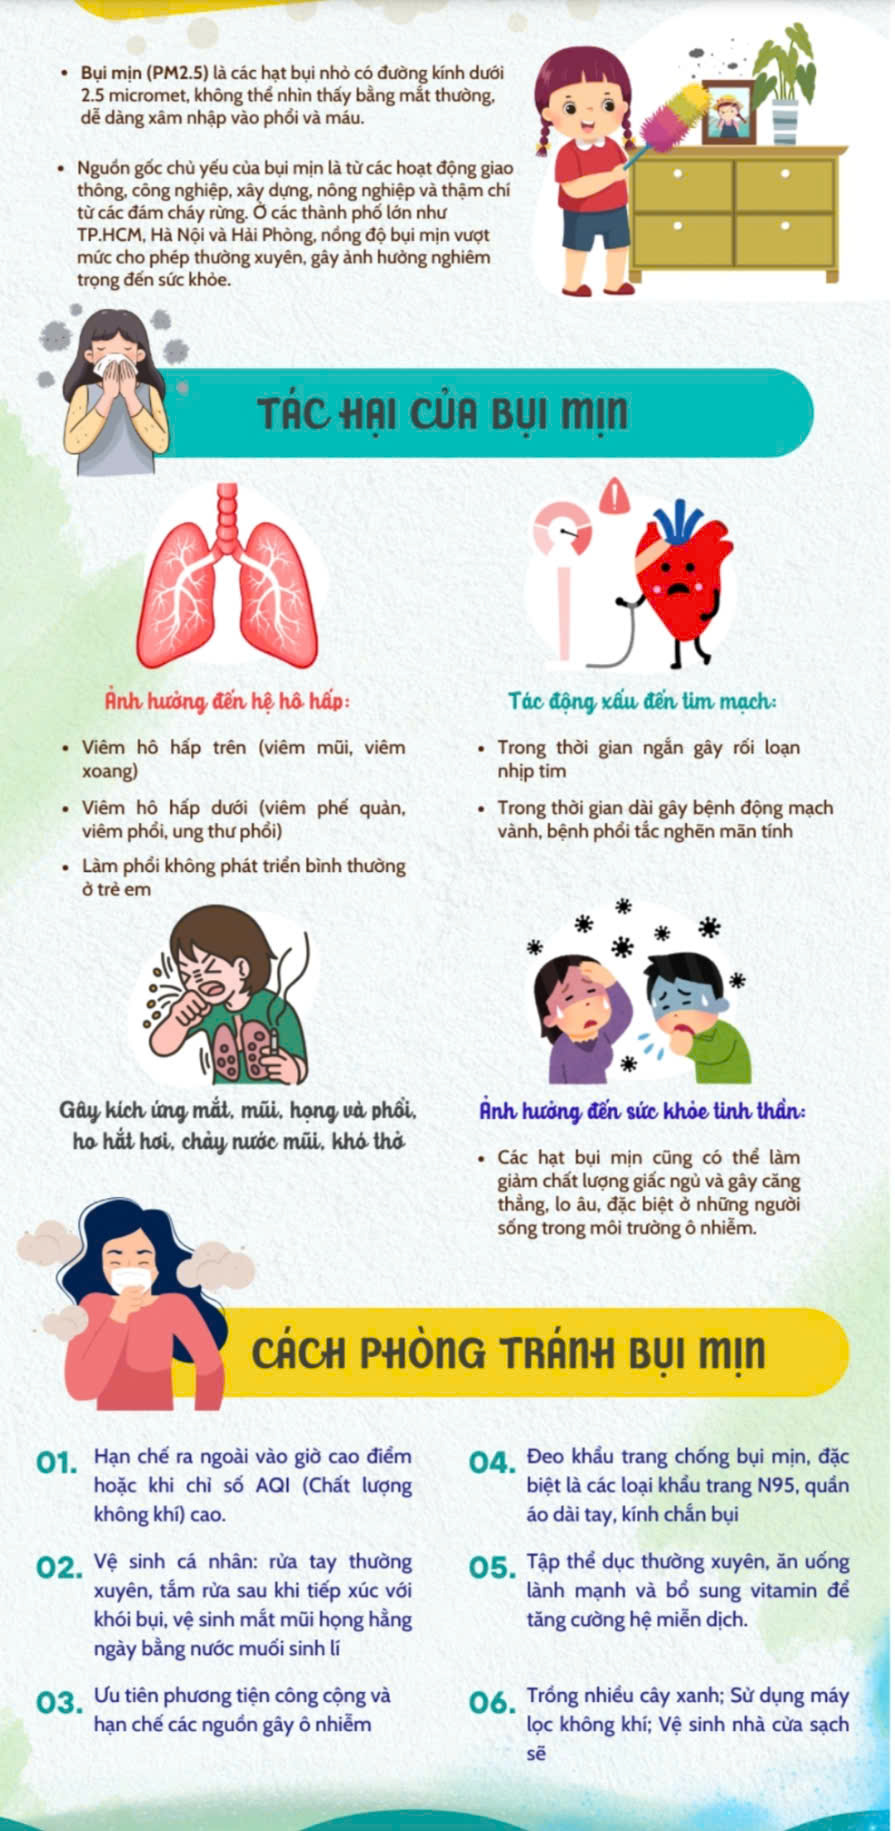 • Bụi mịn (PM2.5) là các hạt bụi nhỏ có đường kính dưới
2.5 micromet, không thể nhìn thấy bằng mắt thường,
dễ dàng xâm nhập vào phổi và máu.
• Nguồn gốc chủ yếu của bụi mịn là từ các hoạt động giao
thông, công nghiệp, xây dựng, nông nghiệp và thậm chí
từ các đám cháy rừng. Ở các thành phố lớn như
TP.HCM, Hà Nội và Hải Phòng, nồng độ bụi mịn vượt
mức cho phép thường xuyên, gây ảnh hưởng nghiêm
trọng đến sức khỏe.
TÁC HẠI CỦA BỤI MỊN
Ảnh hưởng đến hệ hô hấp:
• Viêm hô hấp trên (viêm mũi, viêm
xoang)
• Viêm hô hấp dưới (viêm phế quản,
viêm phổi, ung thư phổi)
• Làm phổi không phát triển bình thường
ở trẻ em
Tác động xấu đến tim mạch:
• Trong thời gian ngắn gây rối loạn
nhịp tim
• Trong thời gian dài gây bệnh động mạch
vành, bệnh phổi tắc nghẽn mãn tính
Gây kích ứng mắt, mũi, họng và phổi,
ho hắt hơi, chảy nước mũi, khó thở
Ảnh hưởng đến sức khỏe tinh thần:
• Các hạt bụi mịn cũng có thể làm
giảm chất lượng giấc ngủ và gây căng
thẳng, lo âu, đặc biệt ở những người
sống trong môi trường ô nhiễm.
CÁCH PHÒNG TRÁNH BỤI MỊN
01. Hạn chế ra ngoài vào giờ cao điểm
hoặc khi chỉ số AQI (Chất lượng
không khí) cao.
02. Vệ sinh cá nhân: rửa tay thường
xuyên, tắm rửa sau khi tiếp xúc với
khói bụi, vệ sinh mắt mũi họng hằng
ngày bằng nước muối sinh lí
03. Ưu tiên phương tiện công cộng và
hạn chế các nguồn gây ô nhiễm
04. Đeo khẩu trang chống bụi mịn, đặc
biệt là các loại khẩu trang N95, quần
áo dài tay, kính chắn bụi
05. Tập thể dục thường xuyên, ăn uống
lành mạnh và bổ sung vitamin để
tăng cường hệ miễn dịch.
06. Trồng nhiều cây xanh; Sử dụng máy
lọc không khí; Vệ sinh nhà cửa sạch
sẽ